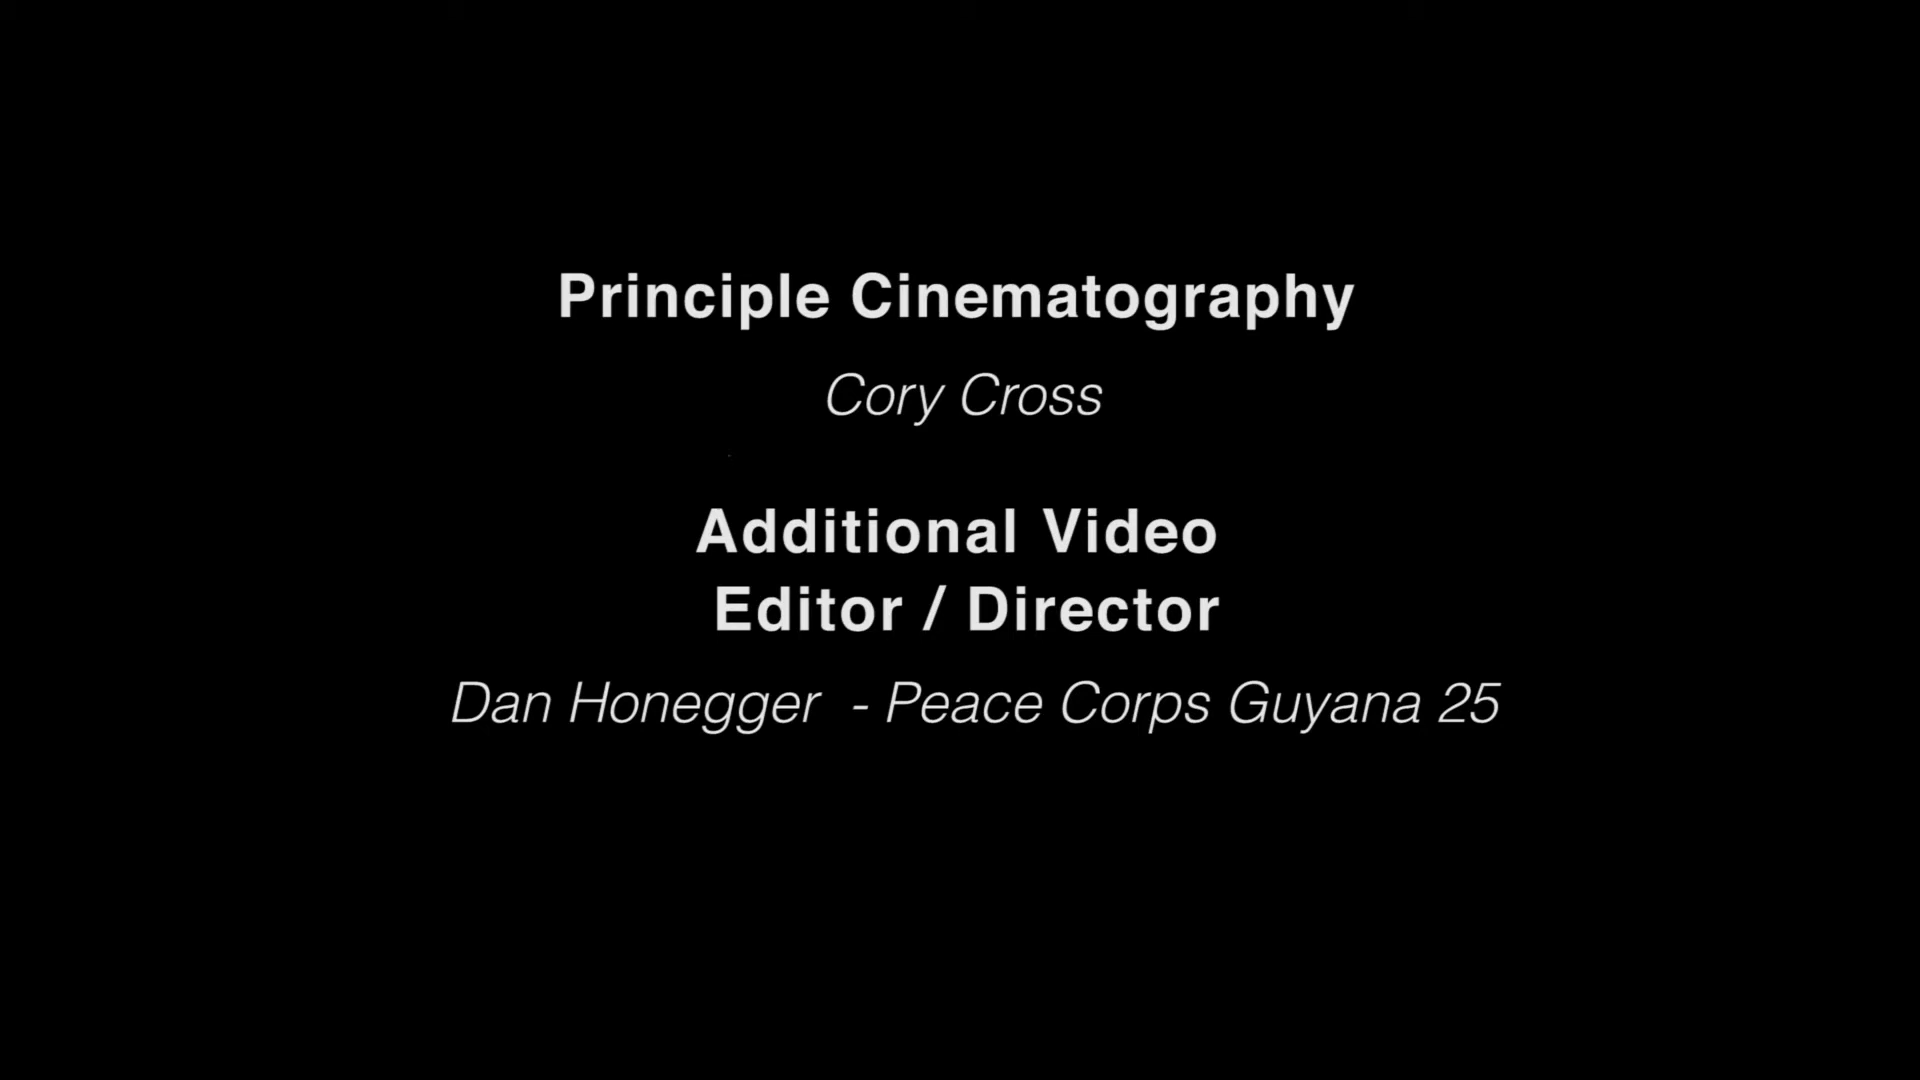 Principle Cinematography
Cory Cross
Additional Video
Editor / Director
Dan Honegger - Peace Corps Guyana 25